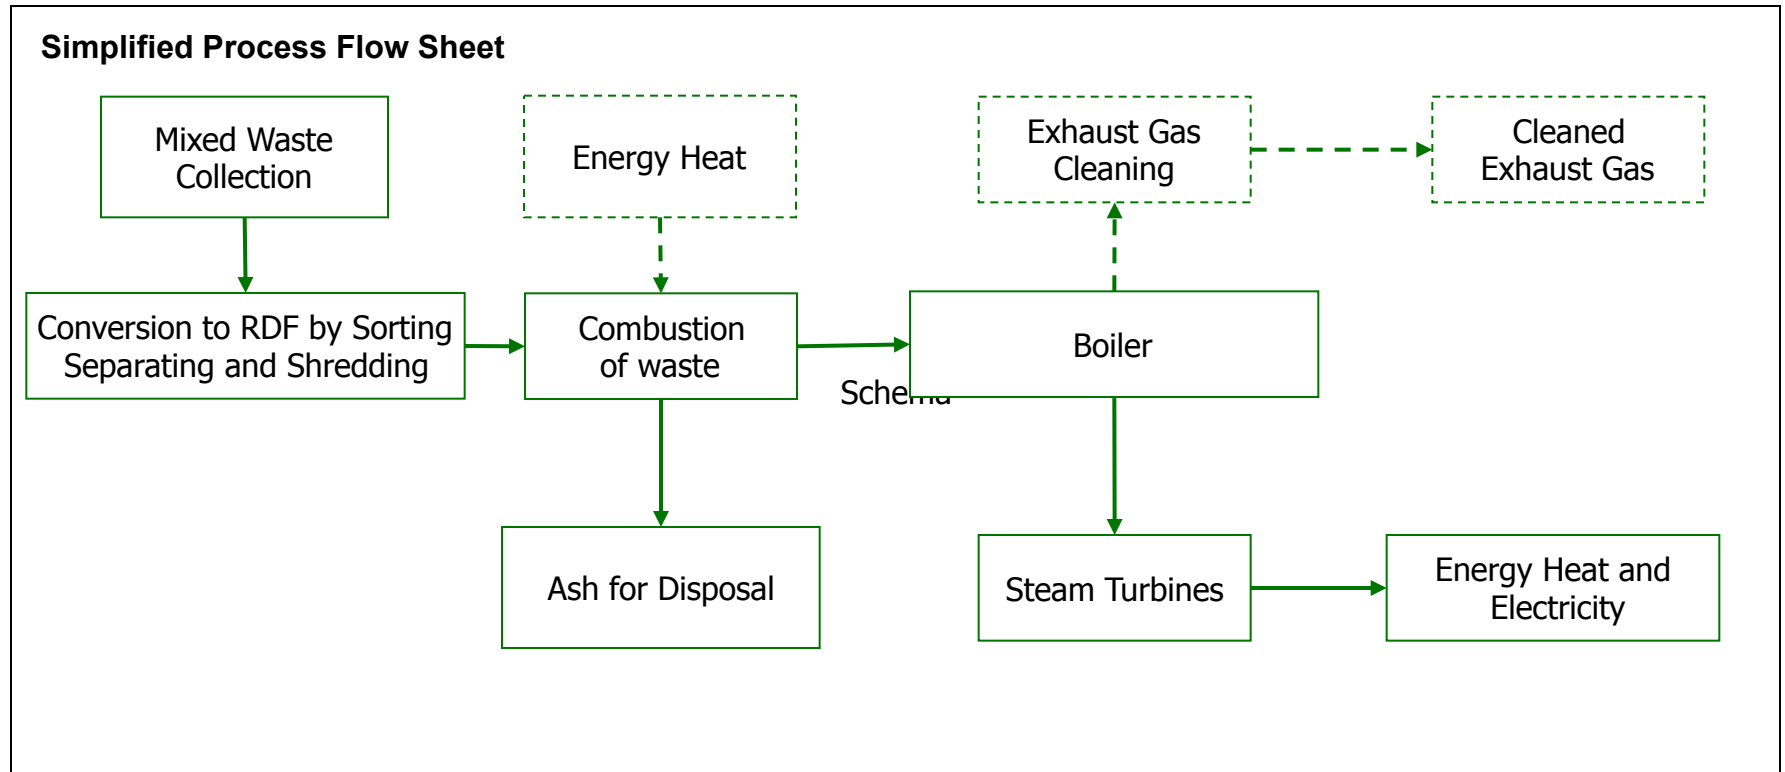 Simplified Process Flow Sheet
Mixed Waste
Collection
Energy Heat
Exhaust Gas
Cleaning
Cleaned
Exhaust Gas
Conversion to RDF by Sorting
Separating and Shredding
Combustion
of waste
Boiler
Schema
Ash for Disposal
Steam Turbines
Energy Heat and
Electricity